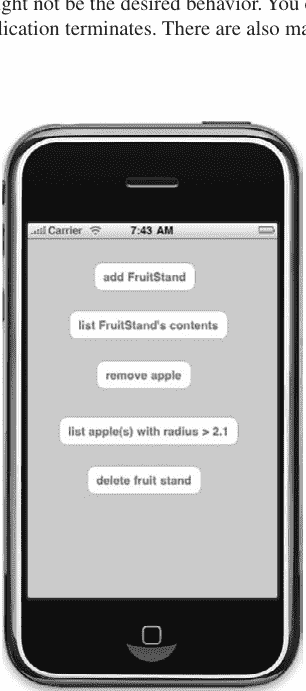 ght not be the desired behavior. You
lication terminates. There are also ma
Carrier 7:43 AM
add FruitStand
list FruitStand's contents
remove apple
list apple(s) with radius > 2.1
delete fruit stand